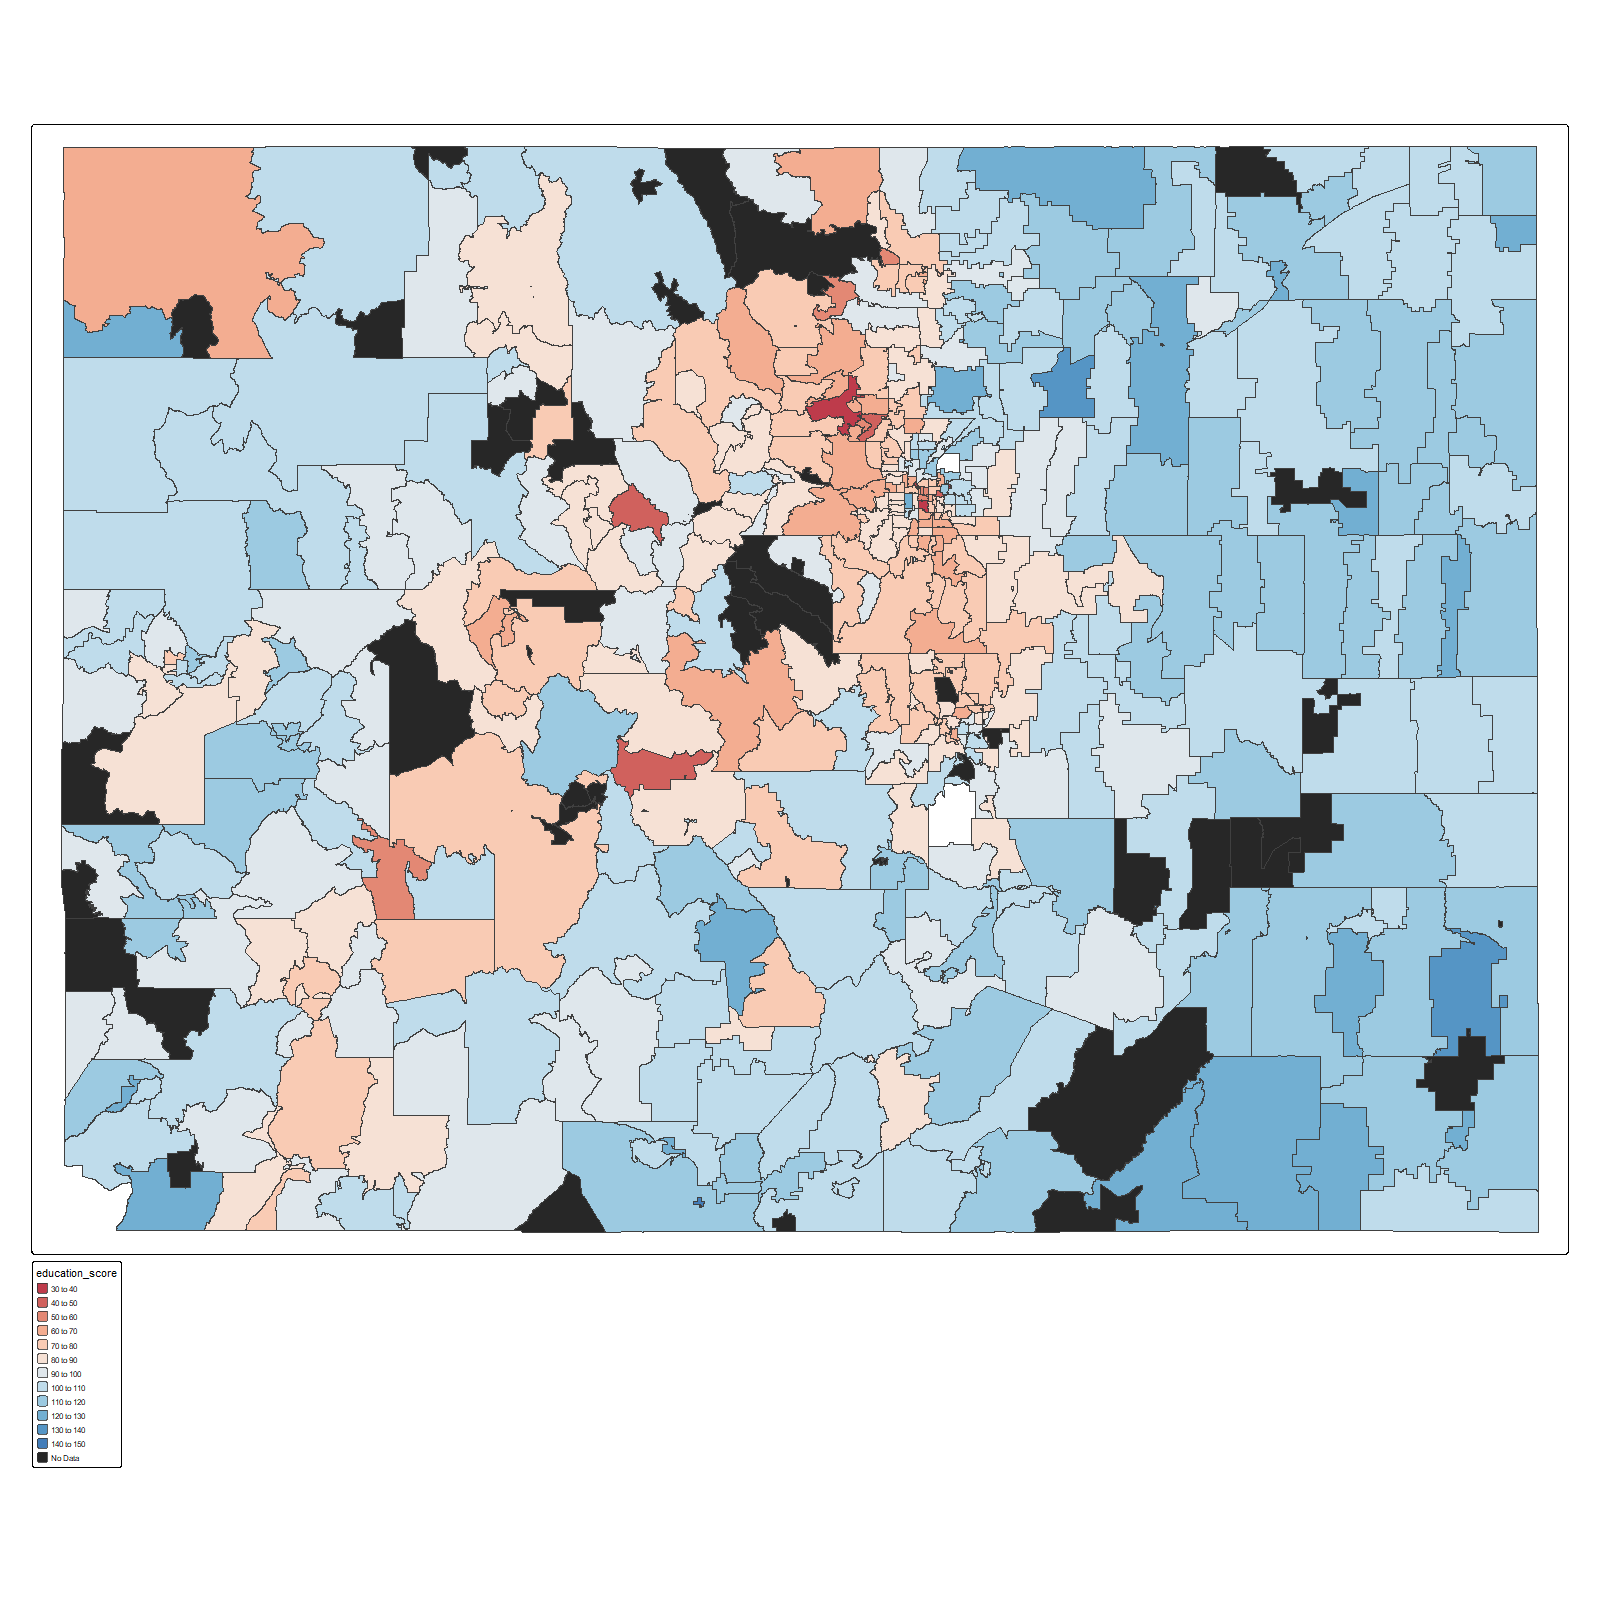 education_score
30 to 40
40 to 50
50 to 60
60 to 70
70 to 80
80 to 90
90 to 100
100 to 110
110 to 120
120 to 130
130 to 140
140 to 150
No Data